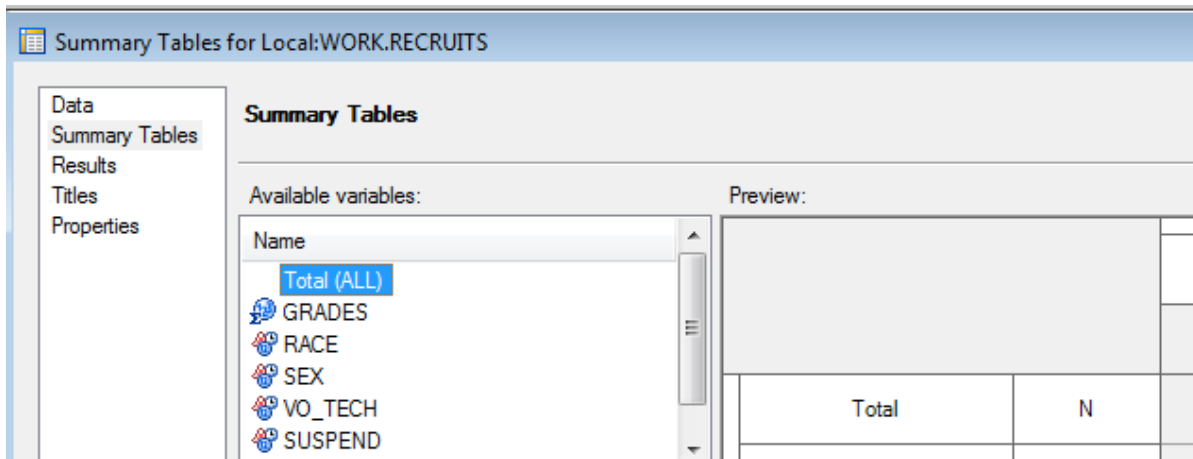 Summary Tables for Local:WORK.RECRUITS
Data
Summary Tables
Results
Titles
Properties
Summary Tables
Available variables:
Name
Total (ALL)
GRADES
RACE
SEX
VO_TECH
SUSPEND
Preview:
Total N